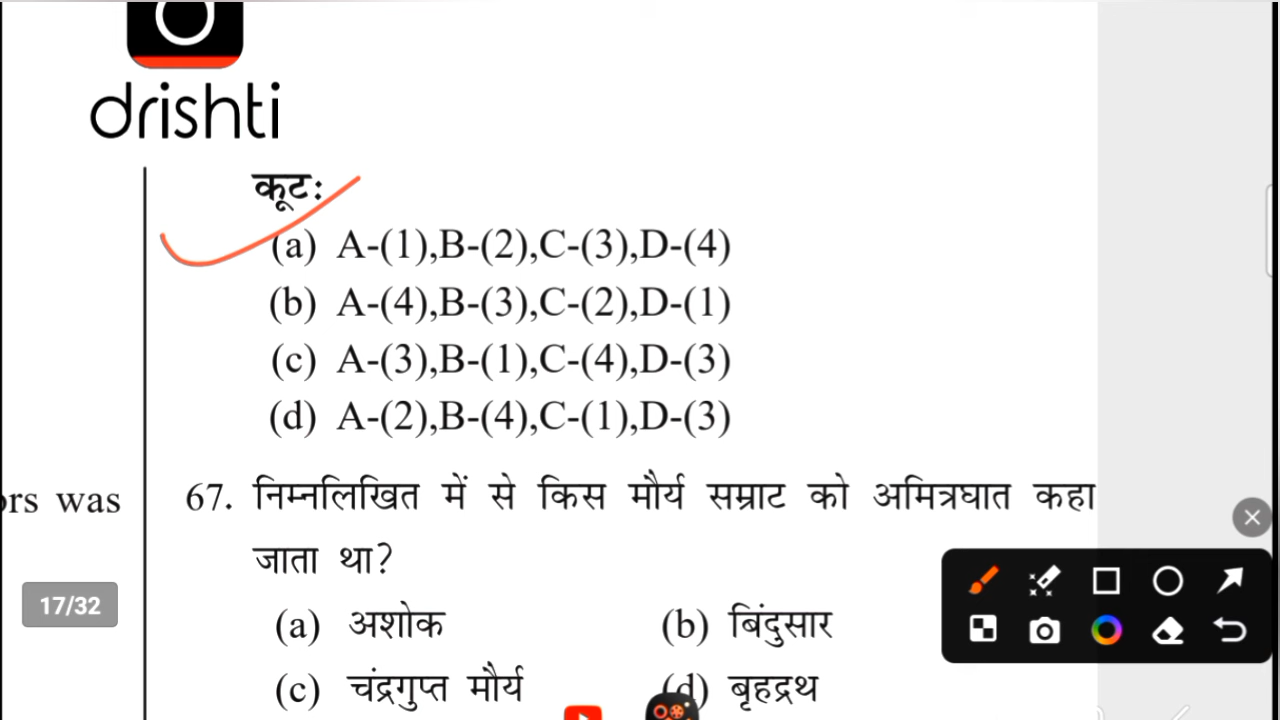 drishti
कूटः
(a) A-(1),B-(2),C-(3),D-(4)
(b) A-(4),B-(3),C-(2),D-(1)
(c) A-(3),B-(1),C-(4),D-(3)
(d) A-(2),B-(4),C-(1),D-(3)
ors was
67. निम्नलिखित में से किस मौर्य सम्राट को अमित्रघात कहा
जाता था?
17/32
(a) अशोक (b) बिंदुसार
(c) चंद्रगुप्त मौर्य (d) बृहद्रथ